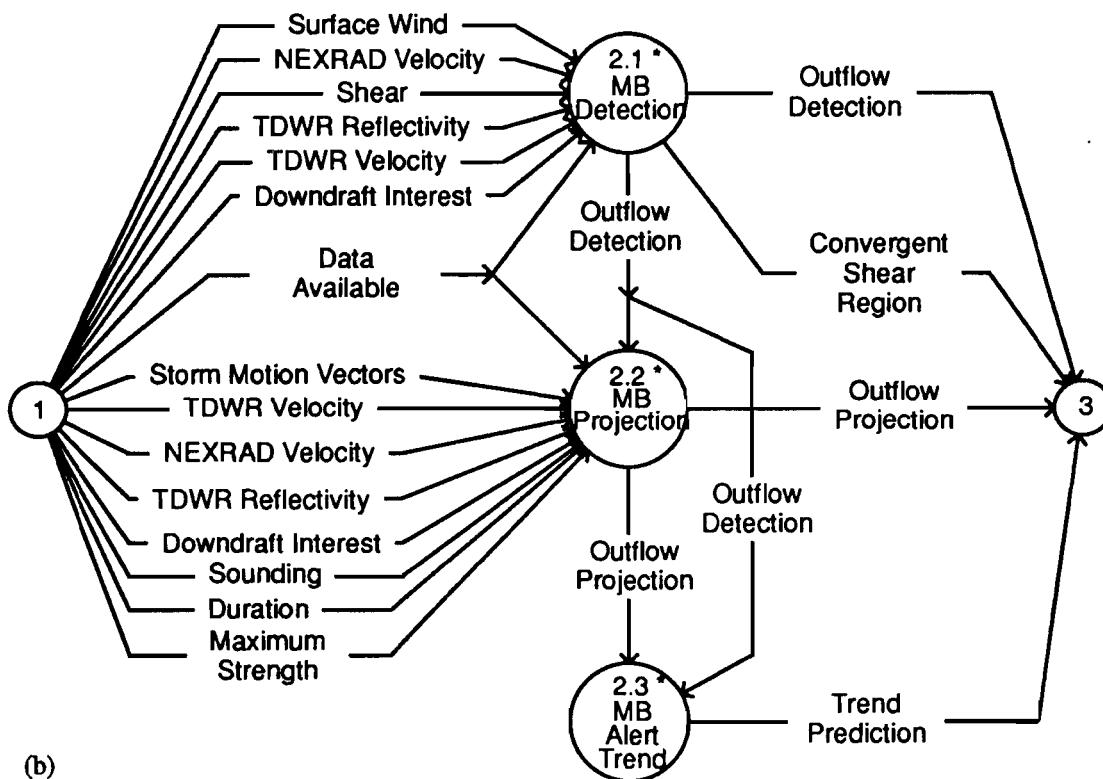 Surface Wind
NEXRAD Velocity
Shear
TDWR Reflectivity
TDWR Velocity
Downdraft Interest
Data
Available
2.1 *
MB
Detection
Outflow
Detection
Outflow
Detection
Convergent
Shear
Region
1
Storm Motion Vectors
TDWR Velocity
NEXRAD Velocity
TDWR Reflectivity
Downdraft Interest
Sounding
Duration
Maximum
Strength
2.2 *
MB
Projection
Outflow
Projection
3
Outflow
Detection
Outflow
Projection
2.3 *
MB
Alert
Trend
Trend
Prediction
(b)